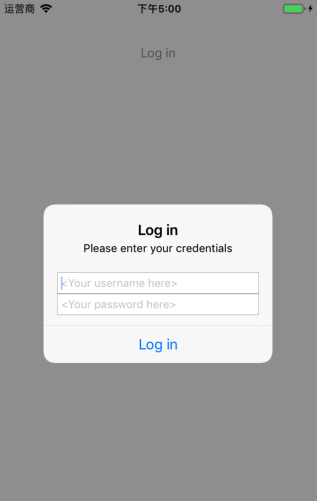 运营商 下午5:00
Log in
Log in
Please enter your credentials
<Your username here>
<Your password here>
Log in